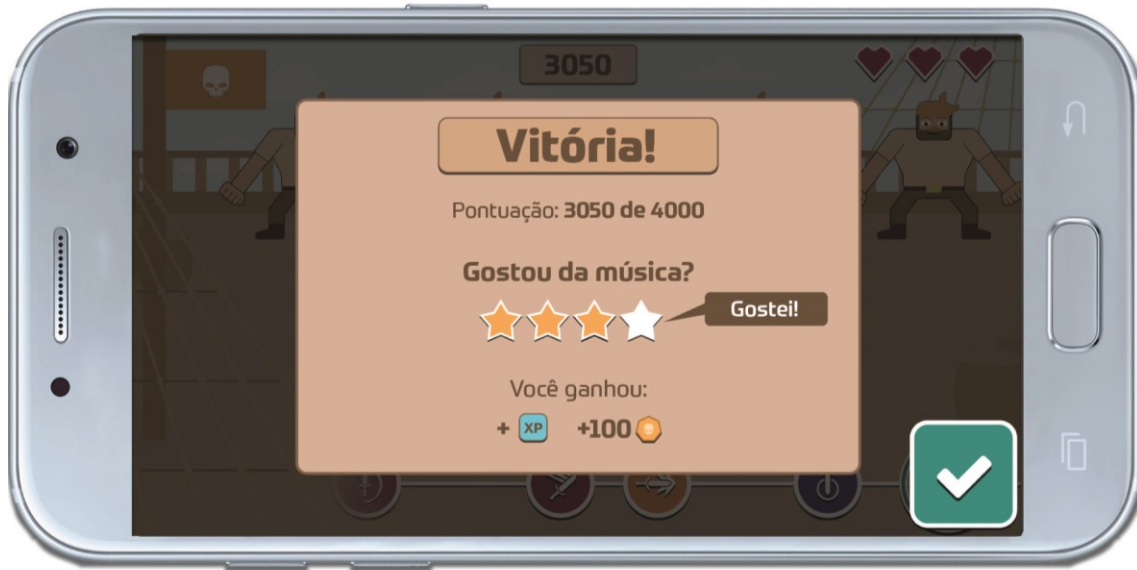 3050
Vitória!
Pontuação: 3050 de 4000
Gostou da música?
Gostei!
Você ganhou:
+ XP +100